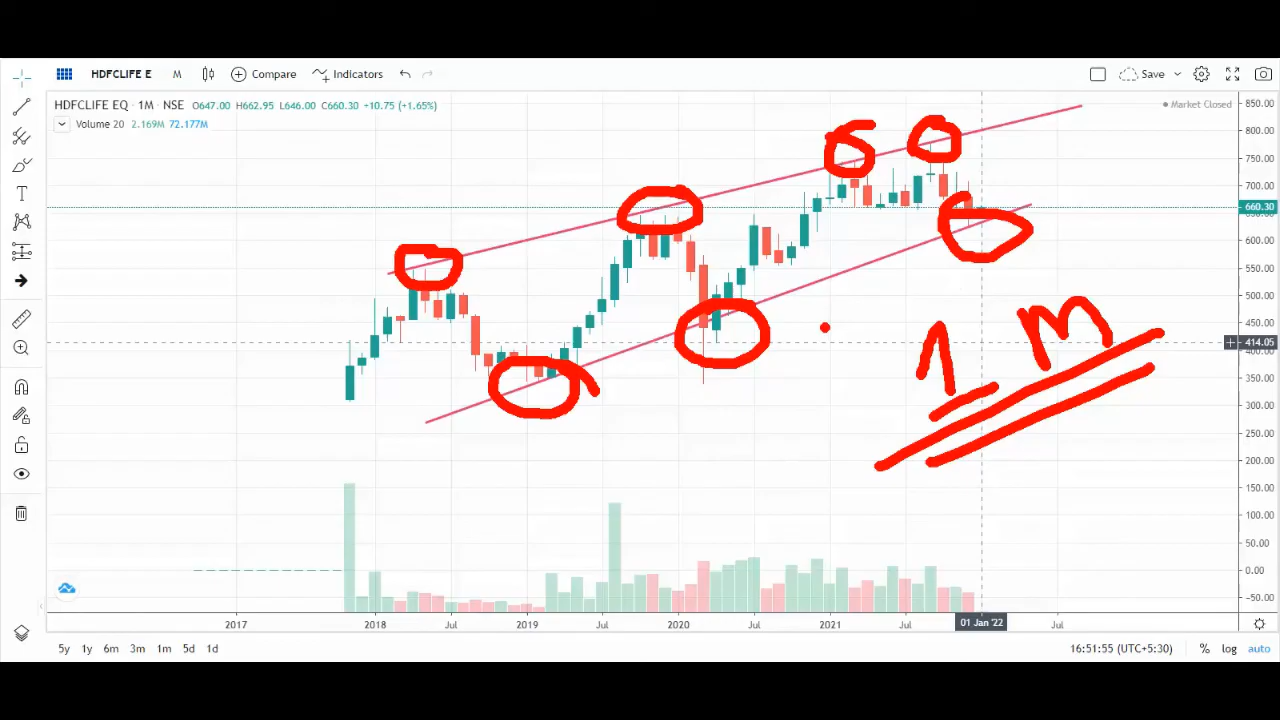 HDFCLIFE E M Compare Indicators Save
HDFCLIFE EQ · 1M · NSE O647.00 H662.95 L646.00 C660.30 +10.75 (+1.65%)
Market Closed
Volume 20 2.169M 72.177M
850.00
800.00
750.00
700.00
660.30
600.00
550.00
500.00
450.00
414.05
350.00
300.00
250.00
200.00
150.00
100.00
50.00
0.00
-50.00
1 m
2017 2018 Jul 2019 Jul 2020 Jul 2021 Jul 01 Jan '22 Jul
5y 1y 6m 3m 1m 5d 1d 16:51:55 (UTC+5:30) % log auto